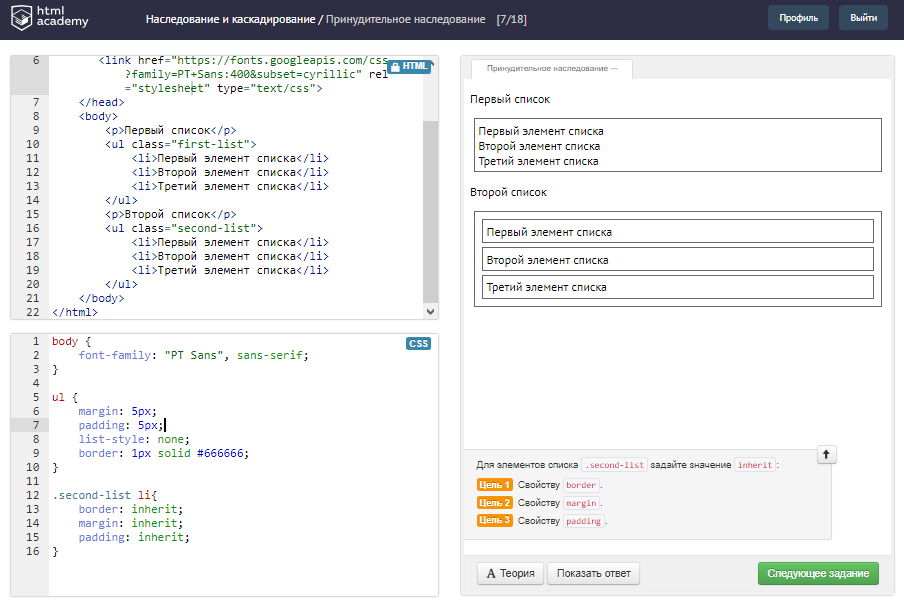 html
academy
Наследование и каскадирование / Принудительное наследование [7/18]
Профиль
Выйти
6 <link href="https://fonts.googleapis.com/css
HTML
?family=PT+Sans:400&subset=cyrillic" rel
="stylesheet" type="text/css">
7 </head>
8 <body>
9 <p>Первый список</p>
10 <ul class="first-list">
11 <li>Первый элемент списка</li>
12 <li>Второй элемент списка</li>
13 <li>Третий элемент списка</li>
14 </ul>
15 <p>Второй список</p>
16 <ul class="second-list">
17 <li>Первый элемент списка</li>
18 <li>Второй элемент списка</li>
19 <li>Третий элемент списка</li>
20 </ul>
21 </body>
22 </html>
CSS
1 body {
2 font-family: "PT Sans", sans-serif;
3 }
4
5 ul {
6 margin: 5px;
7 padding: 5px;
8 list-style: none;
9 border: 1px solid #666666;
10 }
11
12 .second-list li{
13 border: inherit;
14 margin: inherit;
15 padding: inherit;
16 }
Принудительное наследование —
Первый список
Первый элемент списка
Второй элемент списка
Третий элемент списка
Второй список
Первый элемент списка
Второй элемент списка
Третий элемент списка
Для элементов списка .second-list задайте значение inherit :
Цель 1 Свойству border .
Цель 2 Свойству margin .
Цель 3 Свойству padding .
A Теория
Показать ответ
Следующее задание